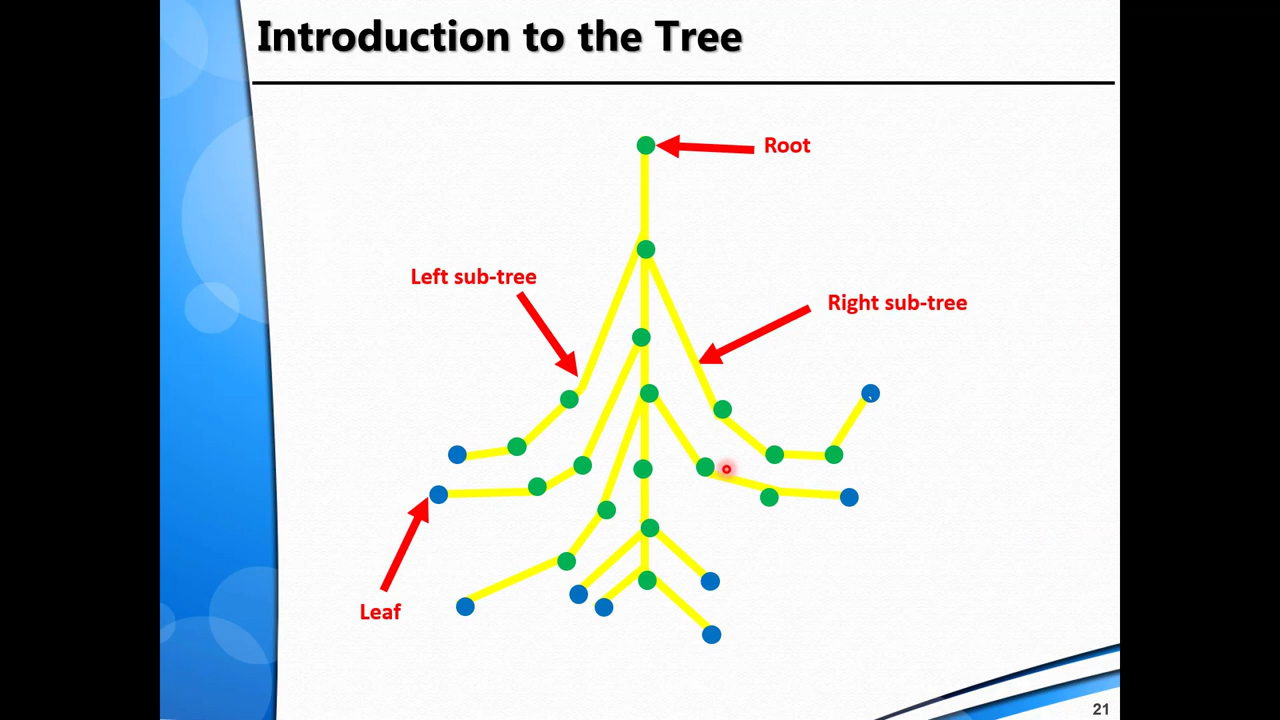 Introduction to the Tree
Root
Left sub-tree
Right sub-tree
Leaf
21